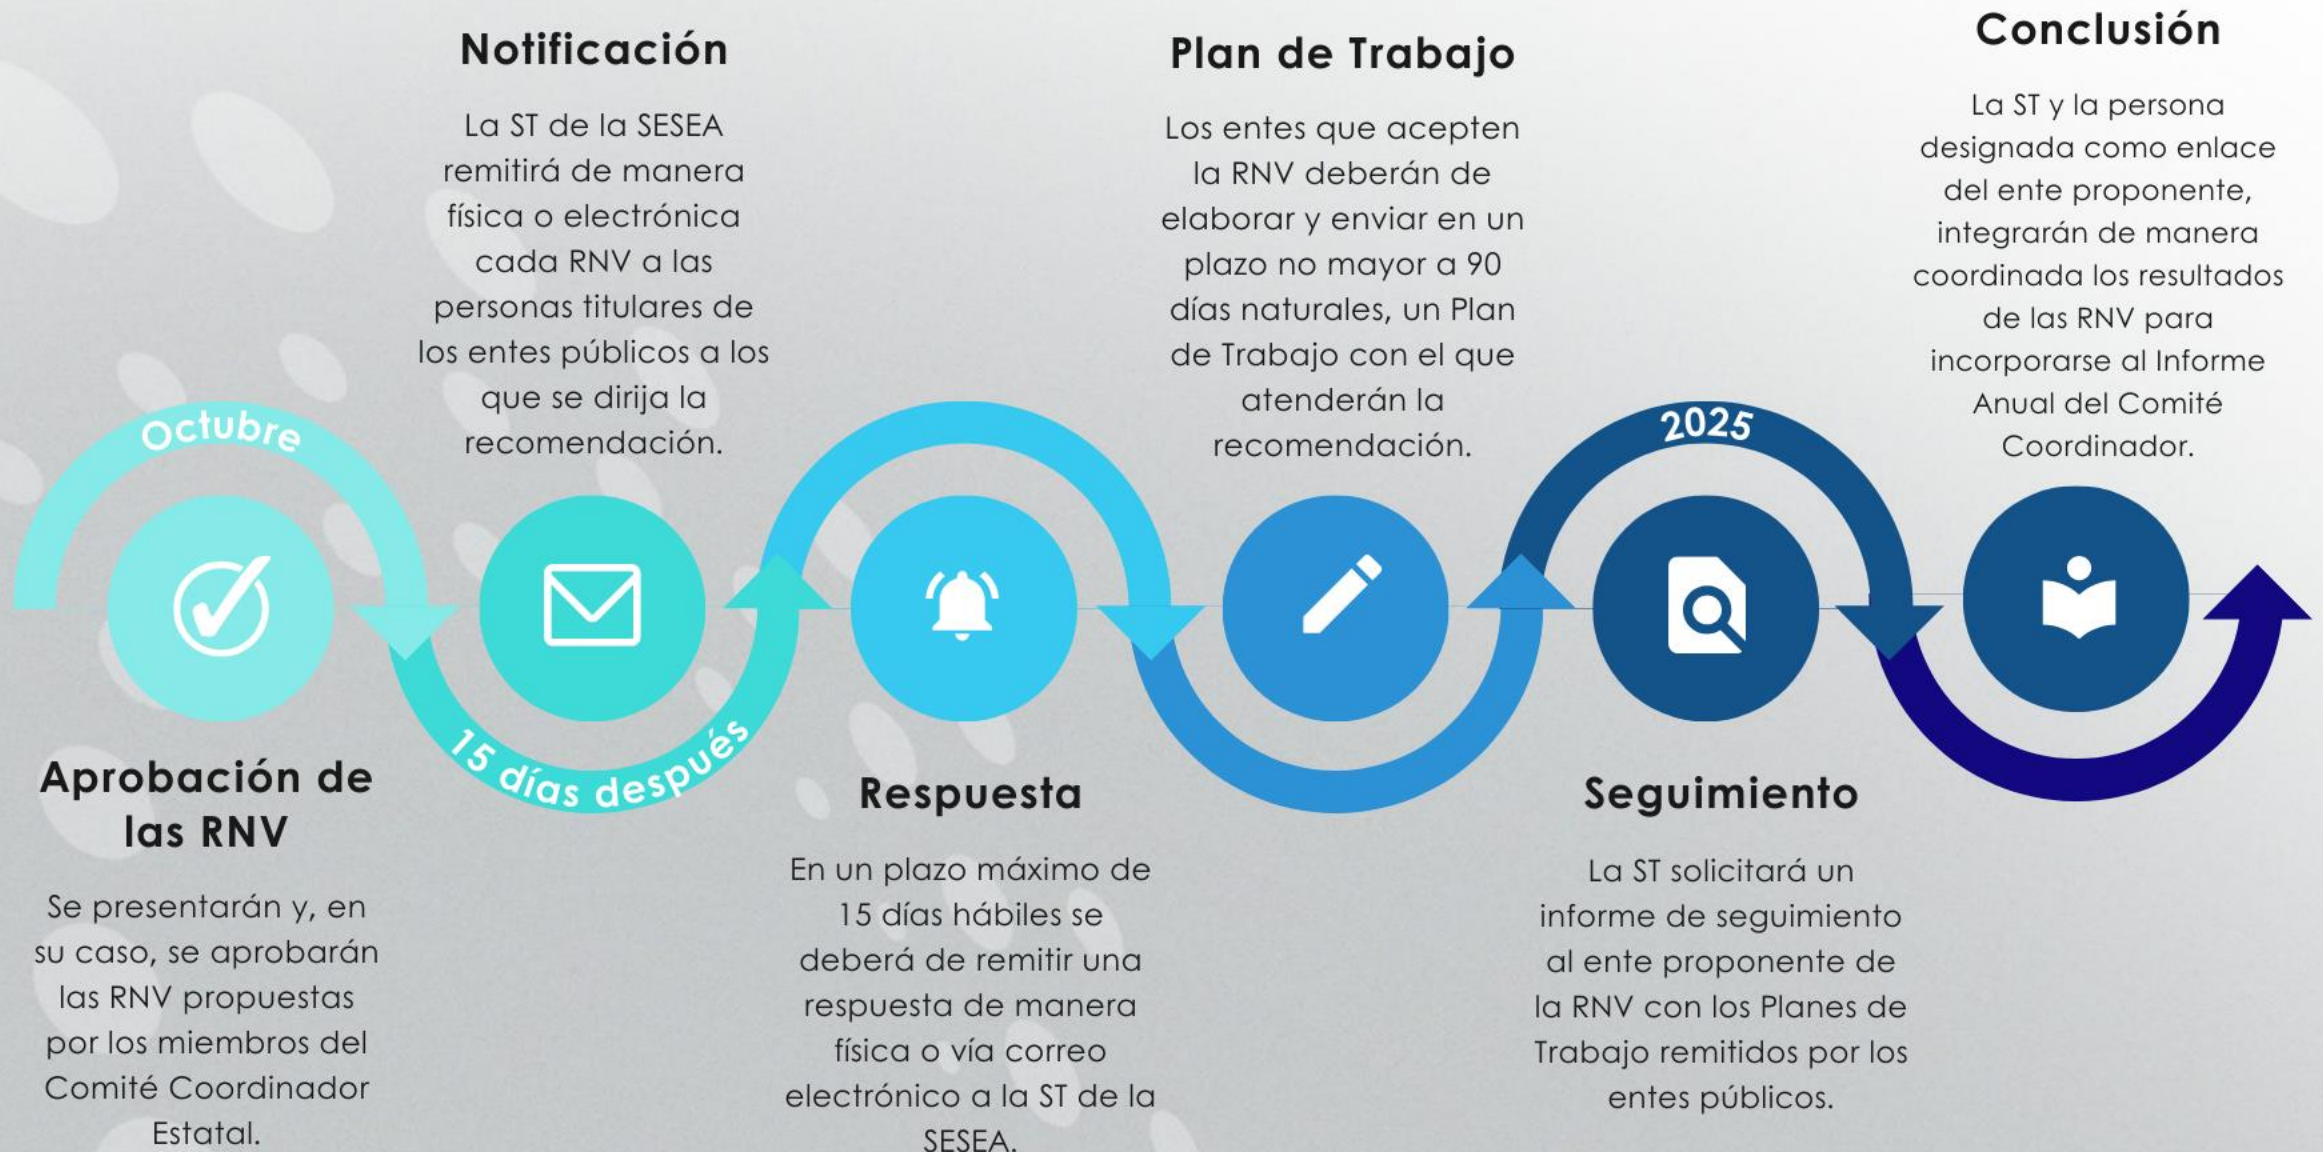 Aprobación de
las RNV
Octubre
Se presentarán y, en
su caso, se aprobarán
las RNV propuestas
por los miembros del
Comité Coordinador
Estatal.
Notificación
La ST de la SESEA
remitirá de manera
física o electrónica
cada RNV a las
personas titulares de
los entes públicos a los
que se dirija la
recomendación.
15 días después
Respuesta
En un plazo máximo de
15 días hábiles se
deberá de remitir una
respuesta de manera
física o vía correo
electrónico a la ST de la
SESEA.
Plan de Trabajo
Los entes que acepten
la RNV deberán de
elaborar y enviar en un
plazo no mayor a 90
días naturales, un Plan
de Trabajo con el que
atenderán la
recomendación.
2025
Seguimiento
La ST solicitará un
informe de seguimiento
al ente proponente de
la RNV con los Planes de
Trabajo remitidos por los
entes públicos.
Conclusión
La ST y la persona
designada como enlace
del ente proponente,
integrarán de manera
coordinada los resultados
de las RNV para
incorporarse al Informe
Anual del Comité
Coordinador.